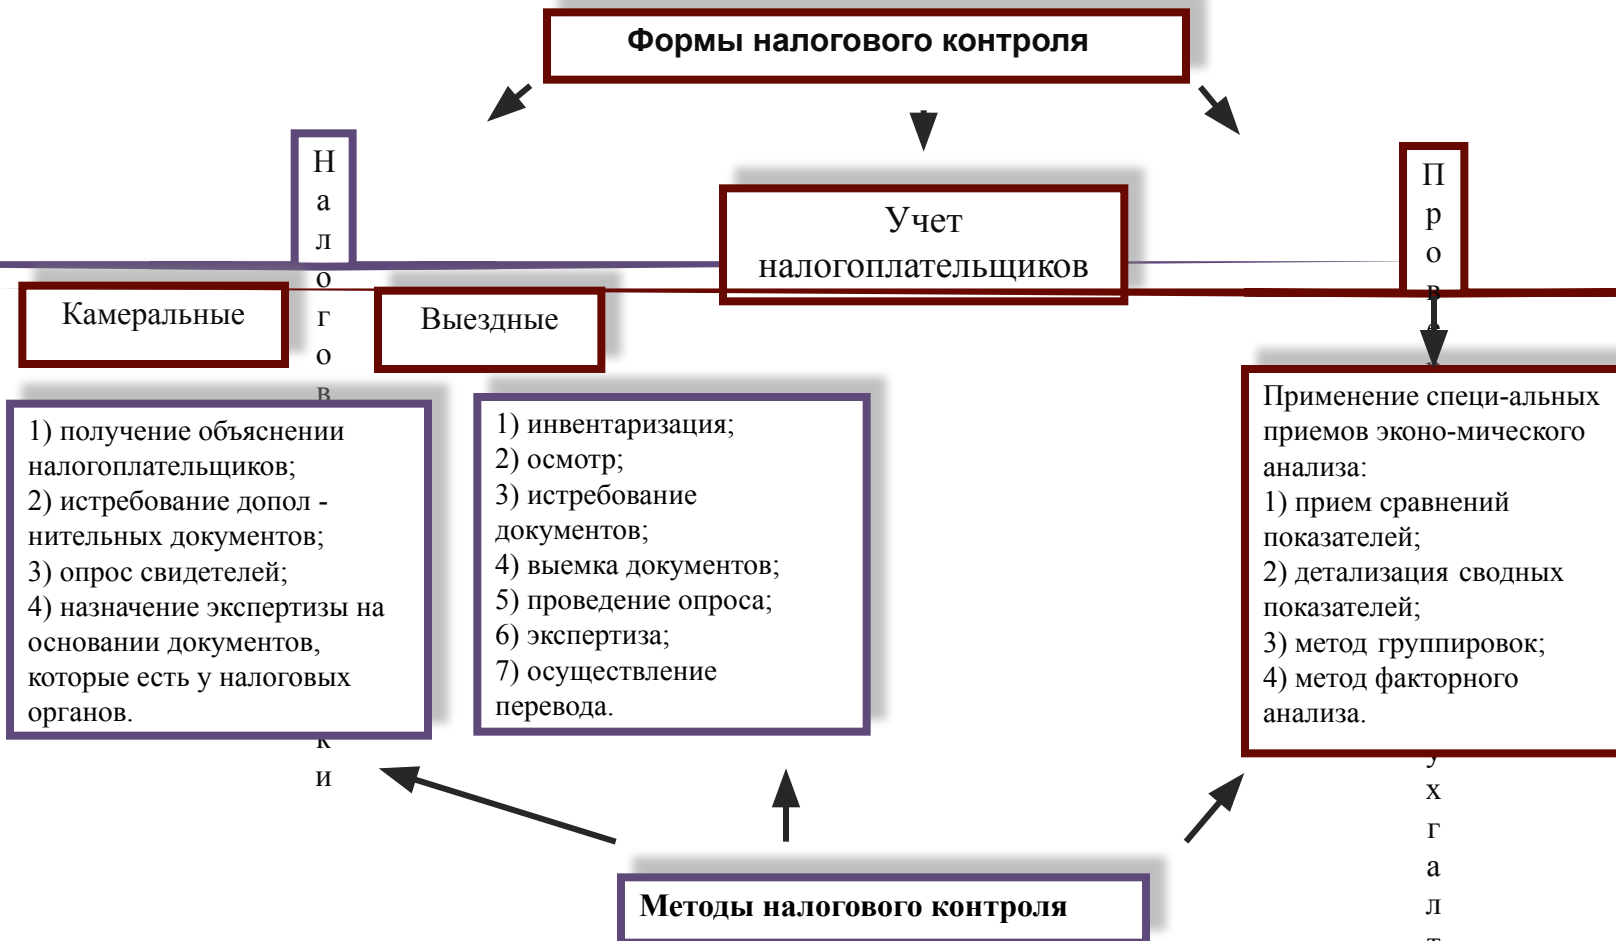 Формы налогового контроля
Н
а
л
о
г
о
в
к
и
Учет
налогоплательщиков
П
р
о
в
е
у
х
г
а
л
т
Камеральные
Выездные
1) получение объяснении
налогоплательщиков;
2) истребование допол -
нительных документов;
3) опрос свидетелей;
4) назначение экспертизы на
основании документов,
которые есть у налоговых
органов.
1) инвентаризация;
2) осмотр;
3) истребование
документов;
4) выемка документов;
5) проведение опроса;
6) экспертиза;
7) осуществление
перевода.
Применение специ-альных
приемов эконо-мического
анализа:
1) прием сравнений
показателей;
2) детализация сводных
показателей;
3) метод группировок;
4) метод факторного
анализа.
Методы налогового контроля